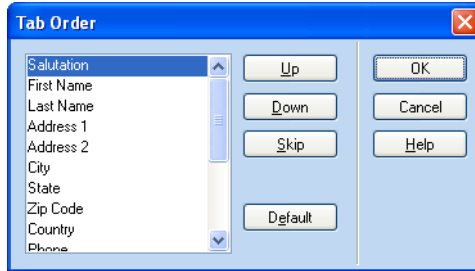 Tab Order
Salutation
First Name
Last Name
Address 1
Address 2
City
State
Zip Code
Country
Phone
Up
Down
Skip
Default
OK
Cancel
Help